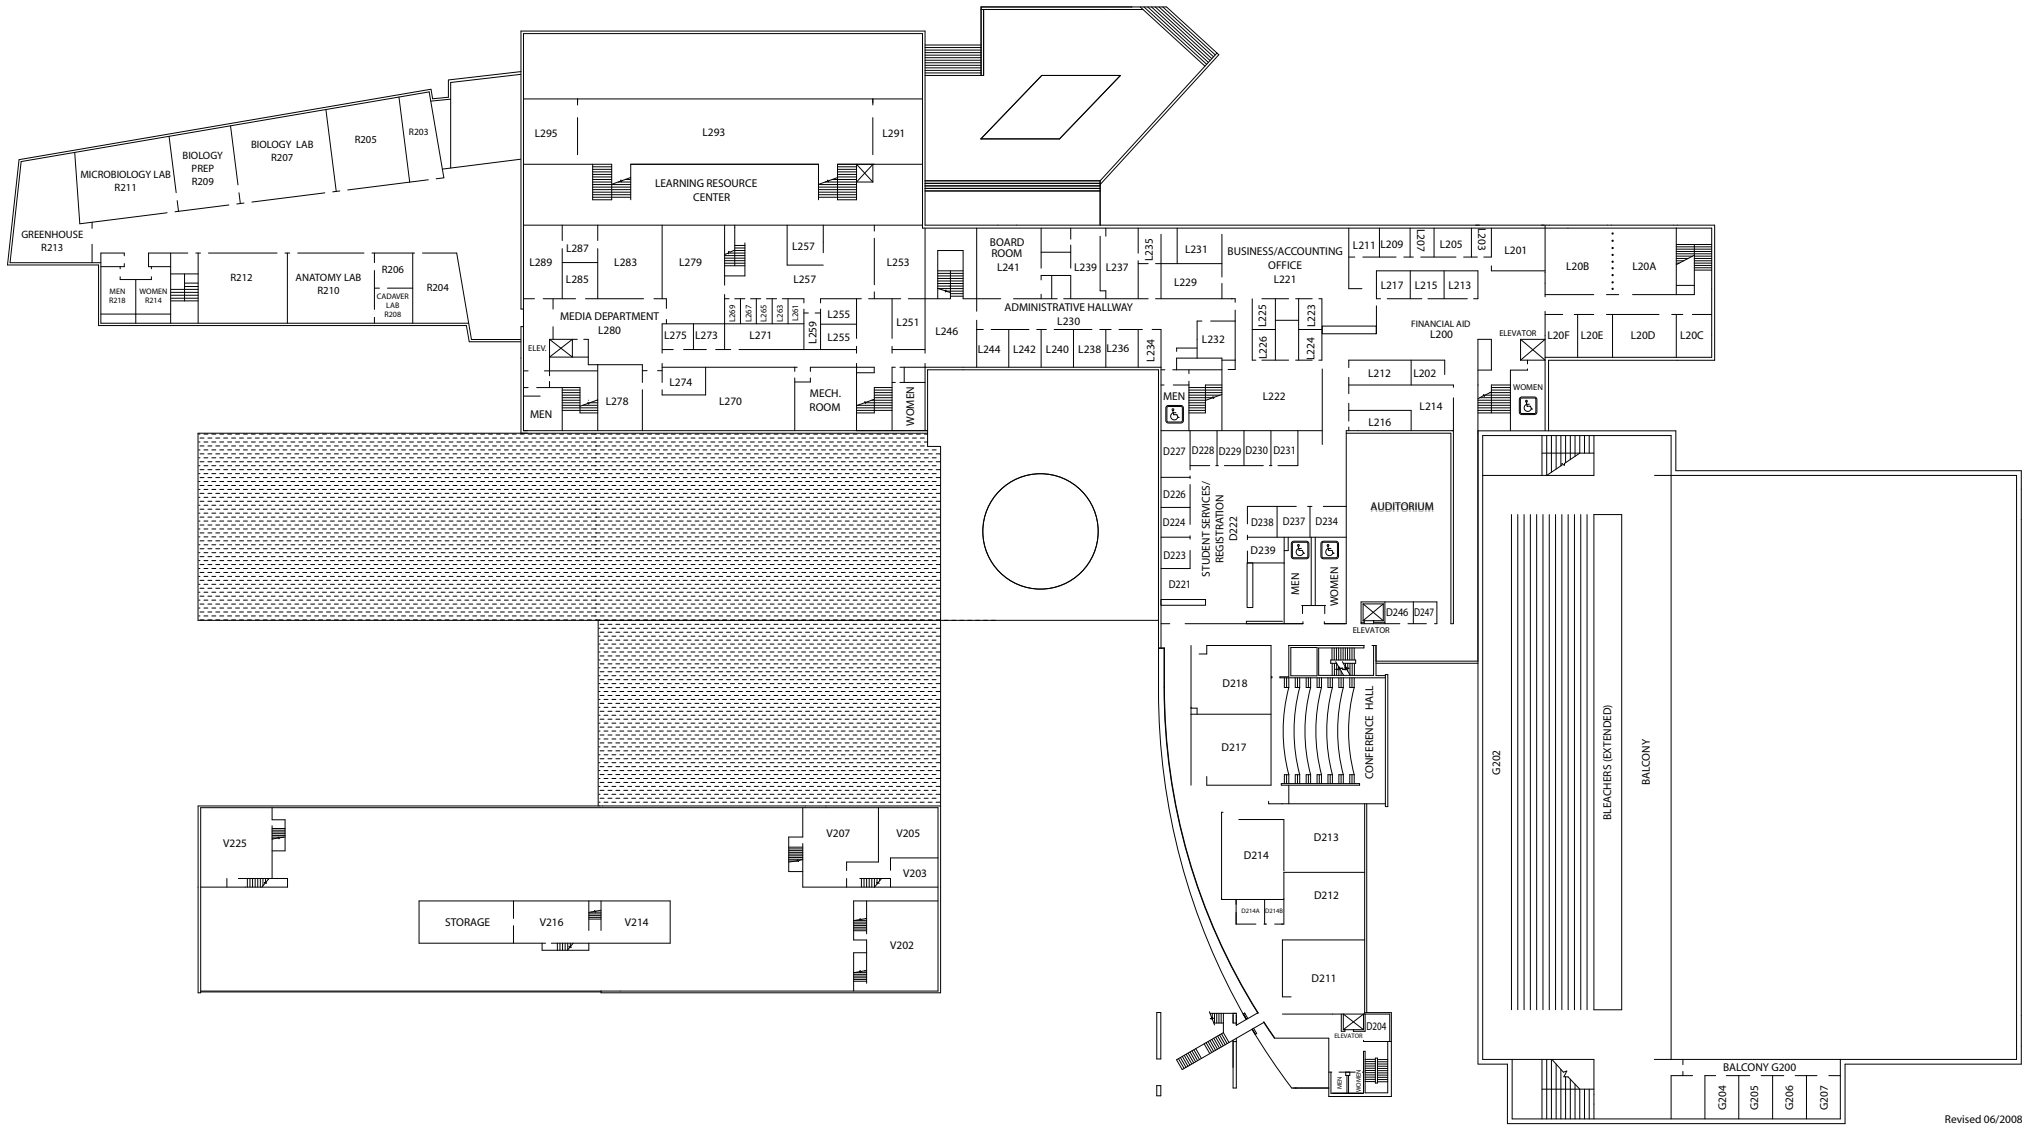 L295
L293
L291
LEARNING RESOURCE
CENTER
R203
R205
BIOLOGY LAB
R207
BIOLOGY
PREP
R209
MICROBIOLOGY LAB
R211
GREENHOUSE
R213
MEN
R218
WOMEN
R214
R212
ANATOMY LAB
R210
R206
CADAVER
LAB
R208
R204
L289
L287
L285
L283
L279
L257
L257
L253
MEDIA DEPARTMENT
L280
L275
L273
L269
L267
L265
L263
L261
L271
L259
L255
L255
L251
ELEV.
MEN
L278
L274
L270
MECH.
ROOM
WOMEN
L246
BOARD
ROOM
L241
L239
L237
L235
L231
L229
BUSINESS/ACCOUNTING
OFFICE
L221
ADMINISTRATIVE HALLWAY
L230
L244
L242
L240
L238
L236
L234
L232
L225
L223
L226
L224
L222
MEN
L211
L209
L207
L205
L203
L201
L217
L215
L213
FINANCIAL AID
L200
ELEVATOR
L212
L202
L214
L216
WOMEN
L20B
L20A
L20F
L20E
L20D
L20C
D227
D228
D229
D230
D231
D226
D224
D223
D221
STUDENT SERVICES/
REGISTRATION
D222
D238
D237
D234
D239
MEN
WOMEN
AUDITORIUM
D246
D247
ELEVATOR
D218
D217
CONFERENCE HALL
D213
D214
D212
D214A
D214B
D211
D204
ELEVATOR
MEN
WOMEN
G202
BLEACHERS (EXTENDED)
BALCONY
BALCONY G200
G204
G205
G206
G207
V225
V207
V205
V203
STORAGE
V216
V214
V202
Revised 06/2008